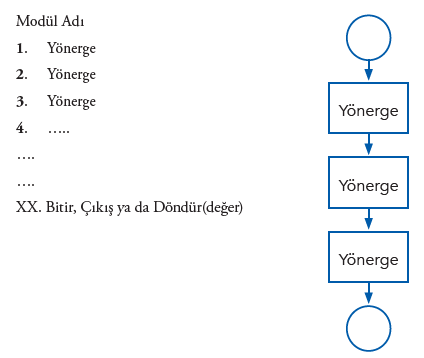 Modül Adı
1. Yönerge
2. Yönerge
3. Yönerge
4. …..
….
….
XX. Bitir, Çıkış ya da Döndür(değer)
Yönerge
Yönerge
Yönerge